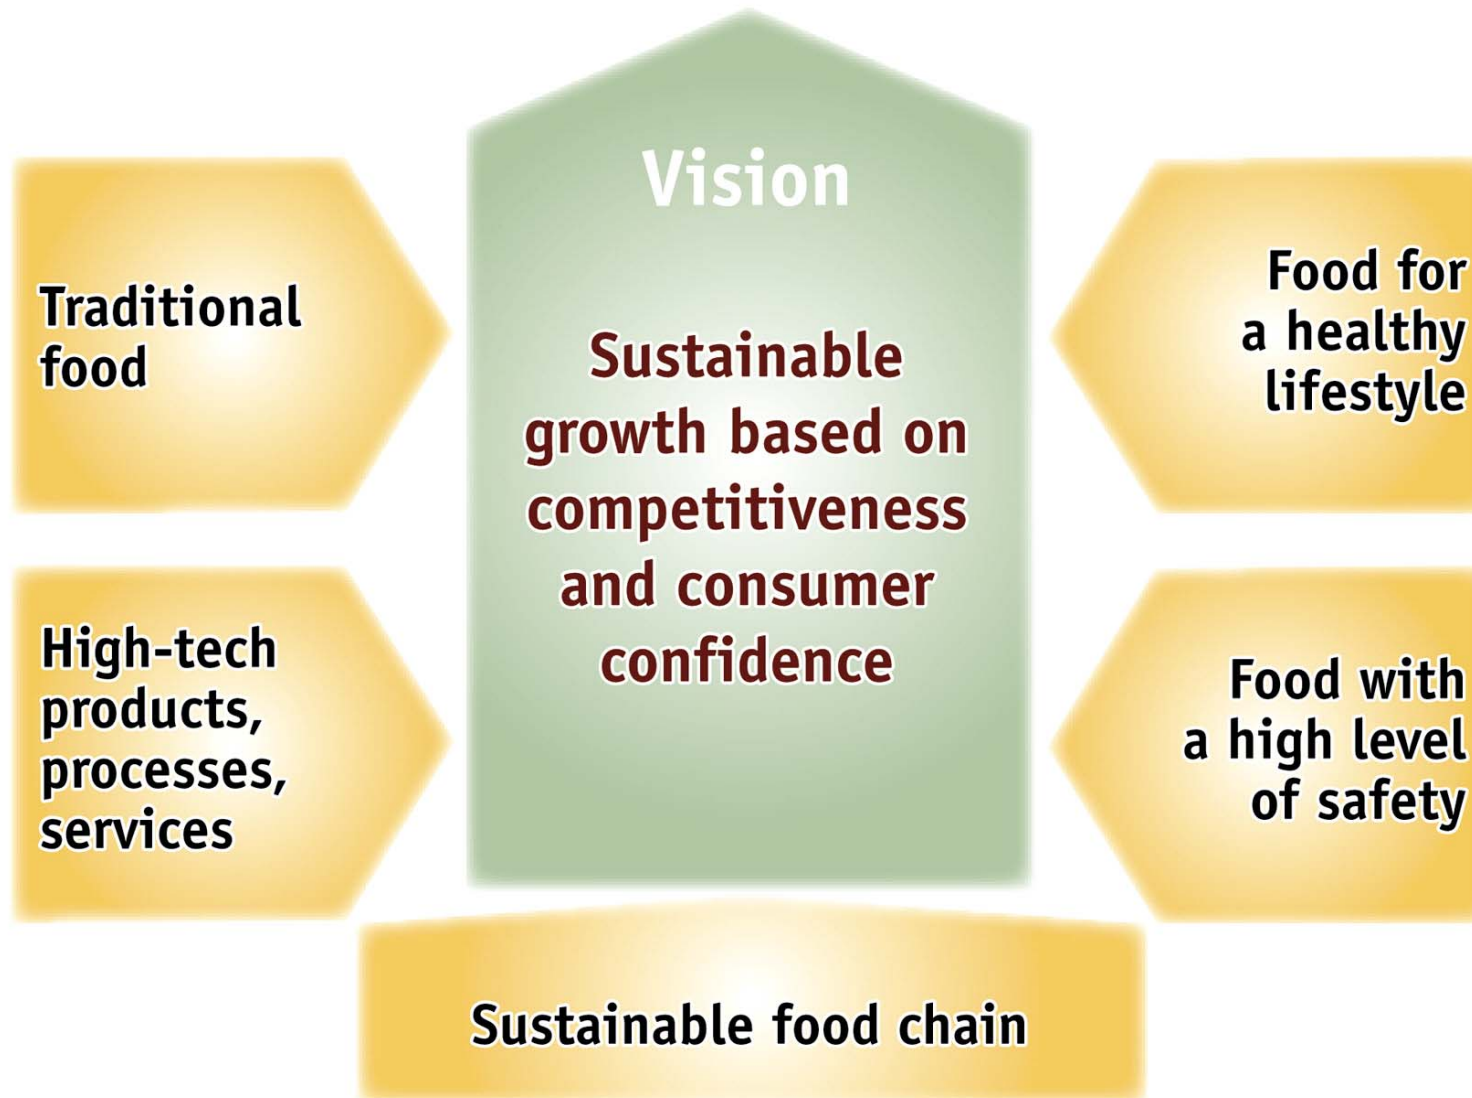 Vision
Sustainable
growth based on
competitiveness
and consumer
confidence
Traditional
food
High-tech
products,
processes,
services
Food for
a healthy
lifestyle
Food with
a high level
of safety
Sustainable food chain